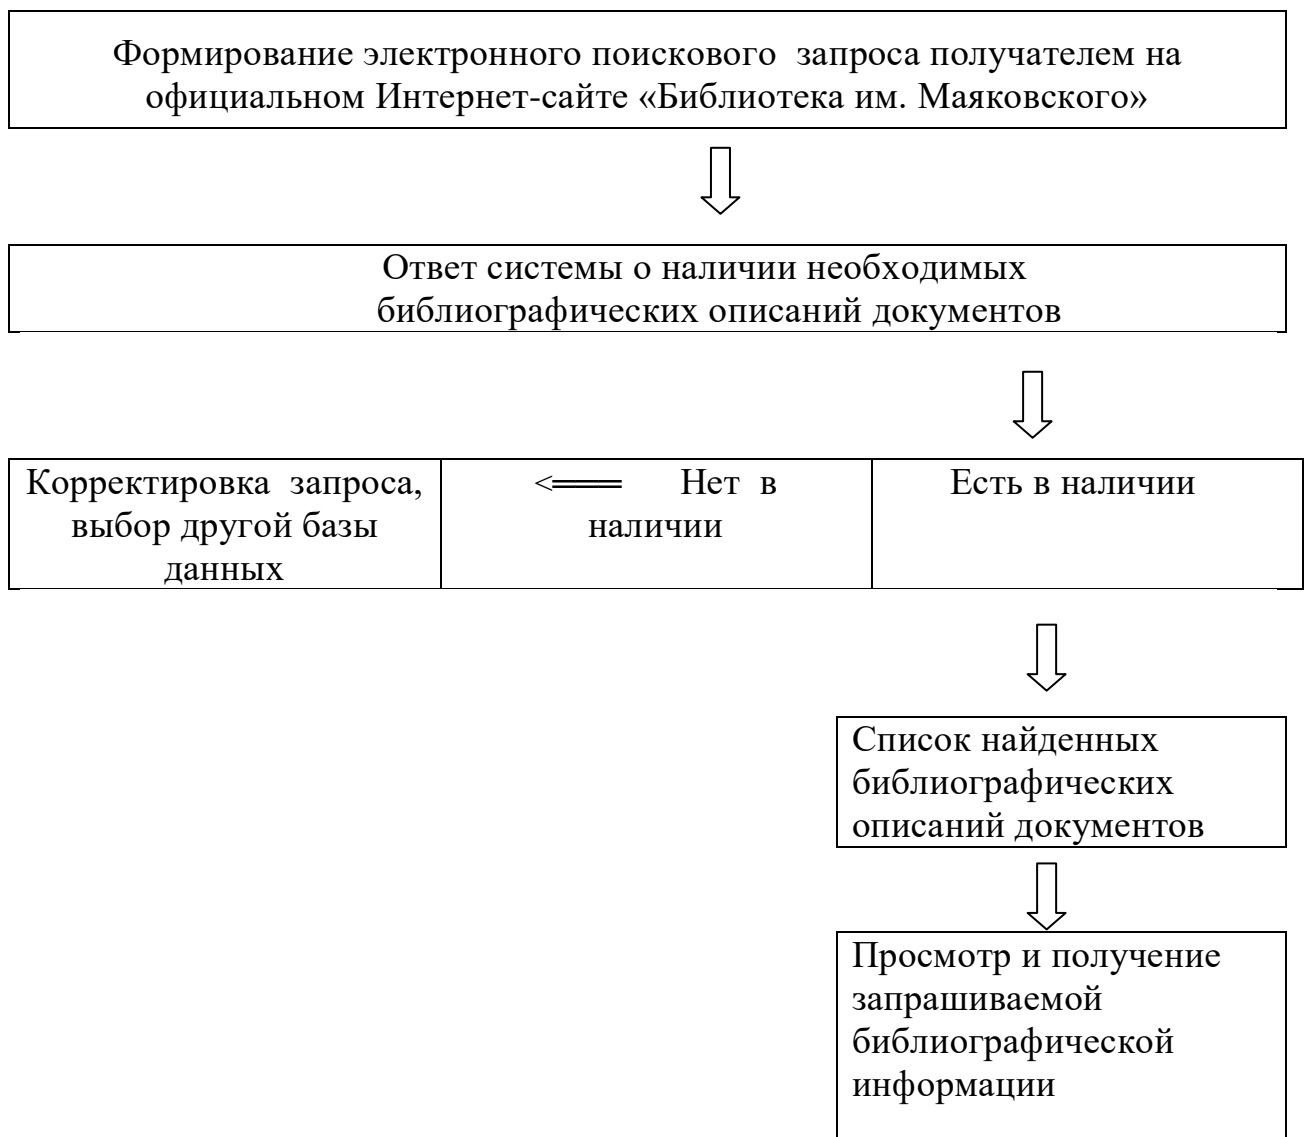 Формирование электронного поискового запроса получателем на
официальном Интернет-сайте «Библиотека им. Маяковского»
Ответ системы о наличии необходимых
библиографических описаний документов
Корректировка запроса,
выбор другой базы
данных
<═══ Нет в
наличии
Есть в наличии
Список найденных
библиографических
описаний документов
Просмотр и получение
запрашиваемой
библиографической
информации